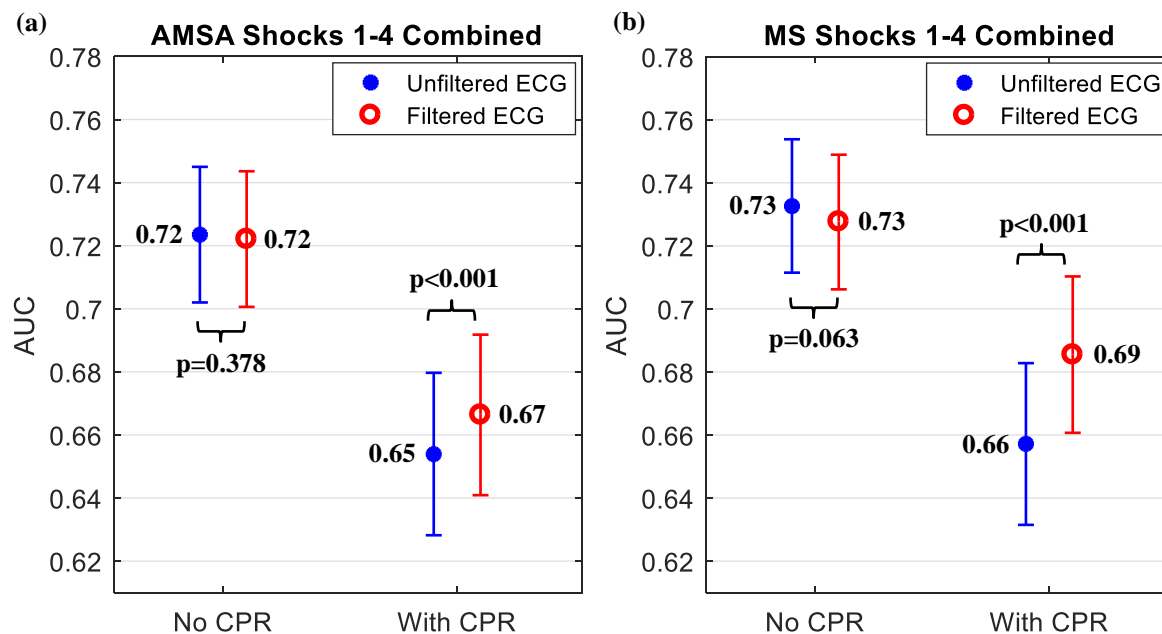 (a)
AMSA Shocks 1-4 Combined
Unfiltered ECG
Filtered ECG
0.78
0.76
0.74
0.72
0.7
0.68
0.66
0.64
0.62
AUC
0.72
0.72
p=0.378
p<0.001
0.65
0.67
No CPR
With CPR
(b)
MS Shocks 1-4 Combined
Unfiltered ECG
Filtered ECG
0.78
0.76
0.74
0.72
0.7
0.68
0.66
0.64
0.62
AUC
0.73
0.73
p=0.063
p<0.001
0.66
0.69
No CPR
With CPR